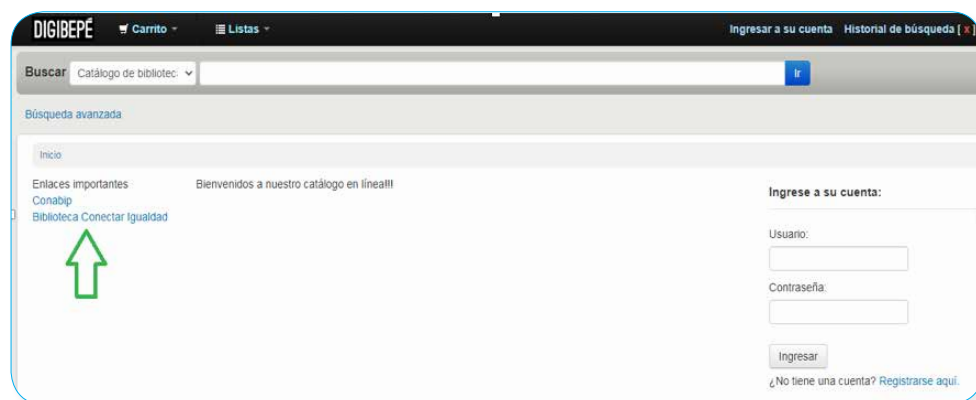 DIGIBEPÉ Carrito Listas Ingresar a su cuenta Historial de búsqueda [ x ]
Buscar Catálogo de bibliotec Ir
Búsqueda avanzada
Inicio
Enlaces importantes
Conabip
Biblioteca Conectar Igualdad
Bienvenidos a nuestro catálogo en línea!!!
Ingrese a su cuenta:
Usuario:
Contraseña:
Ingresar
¿No tiene una cuenta? Registrarse aquí.